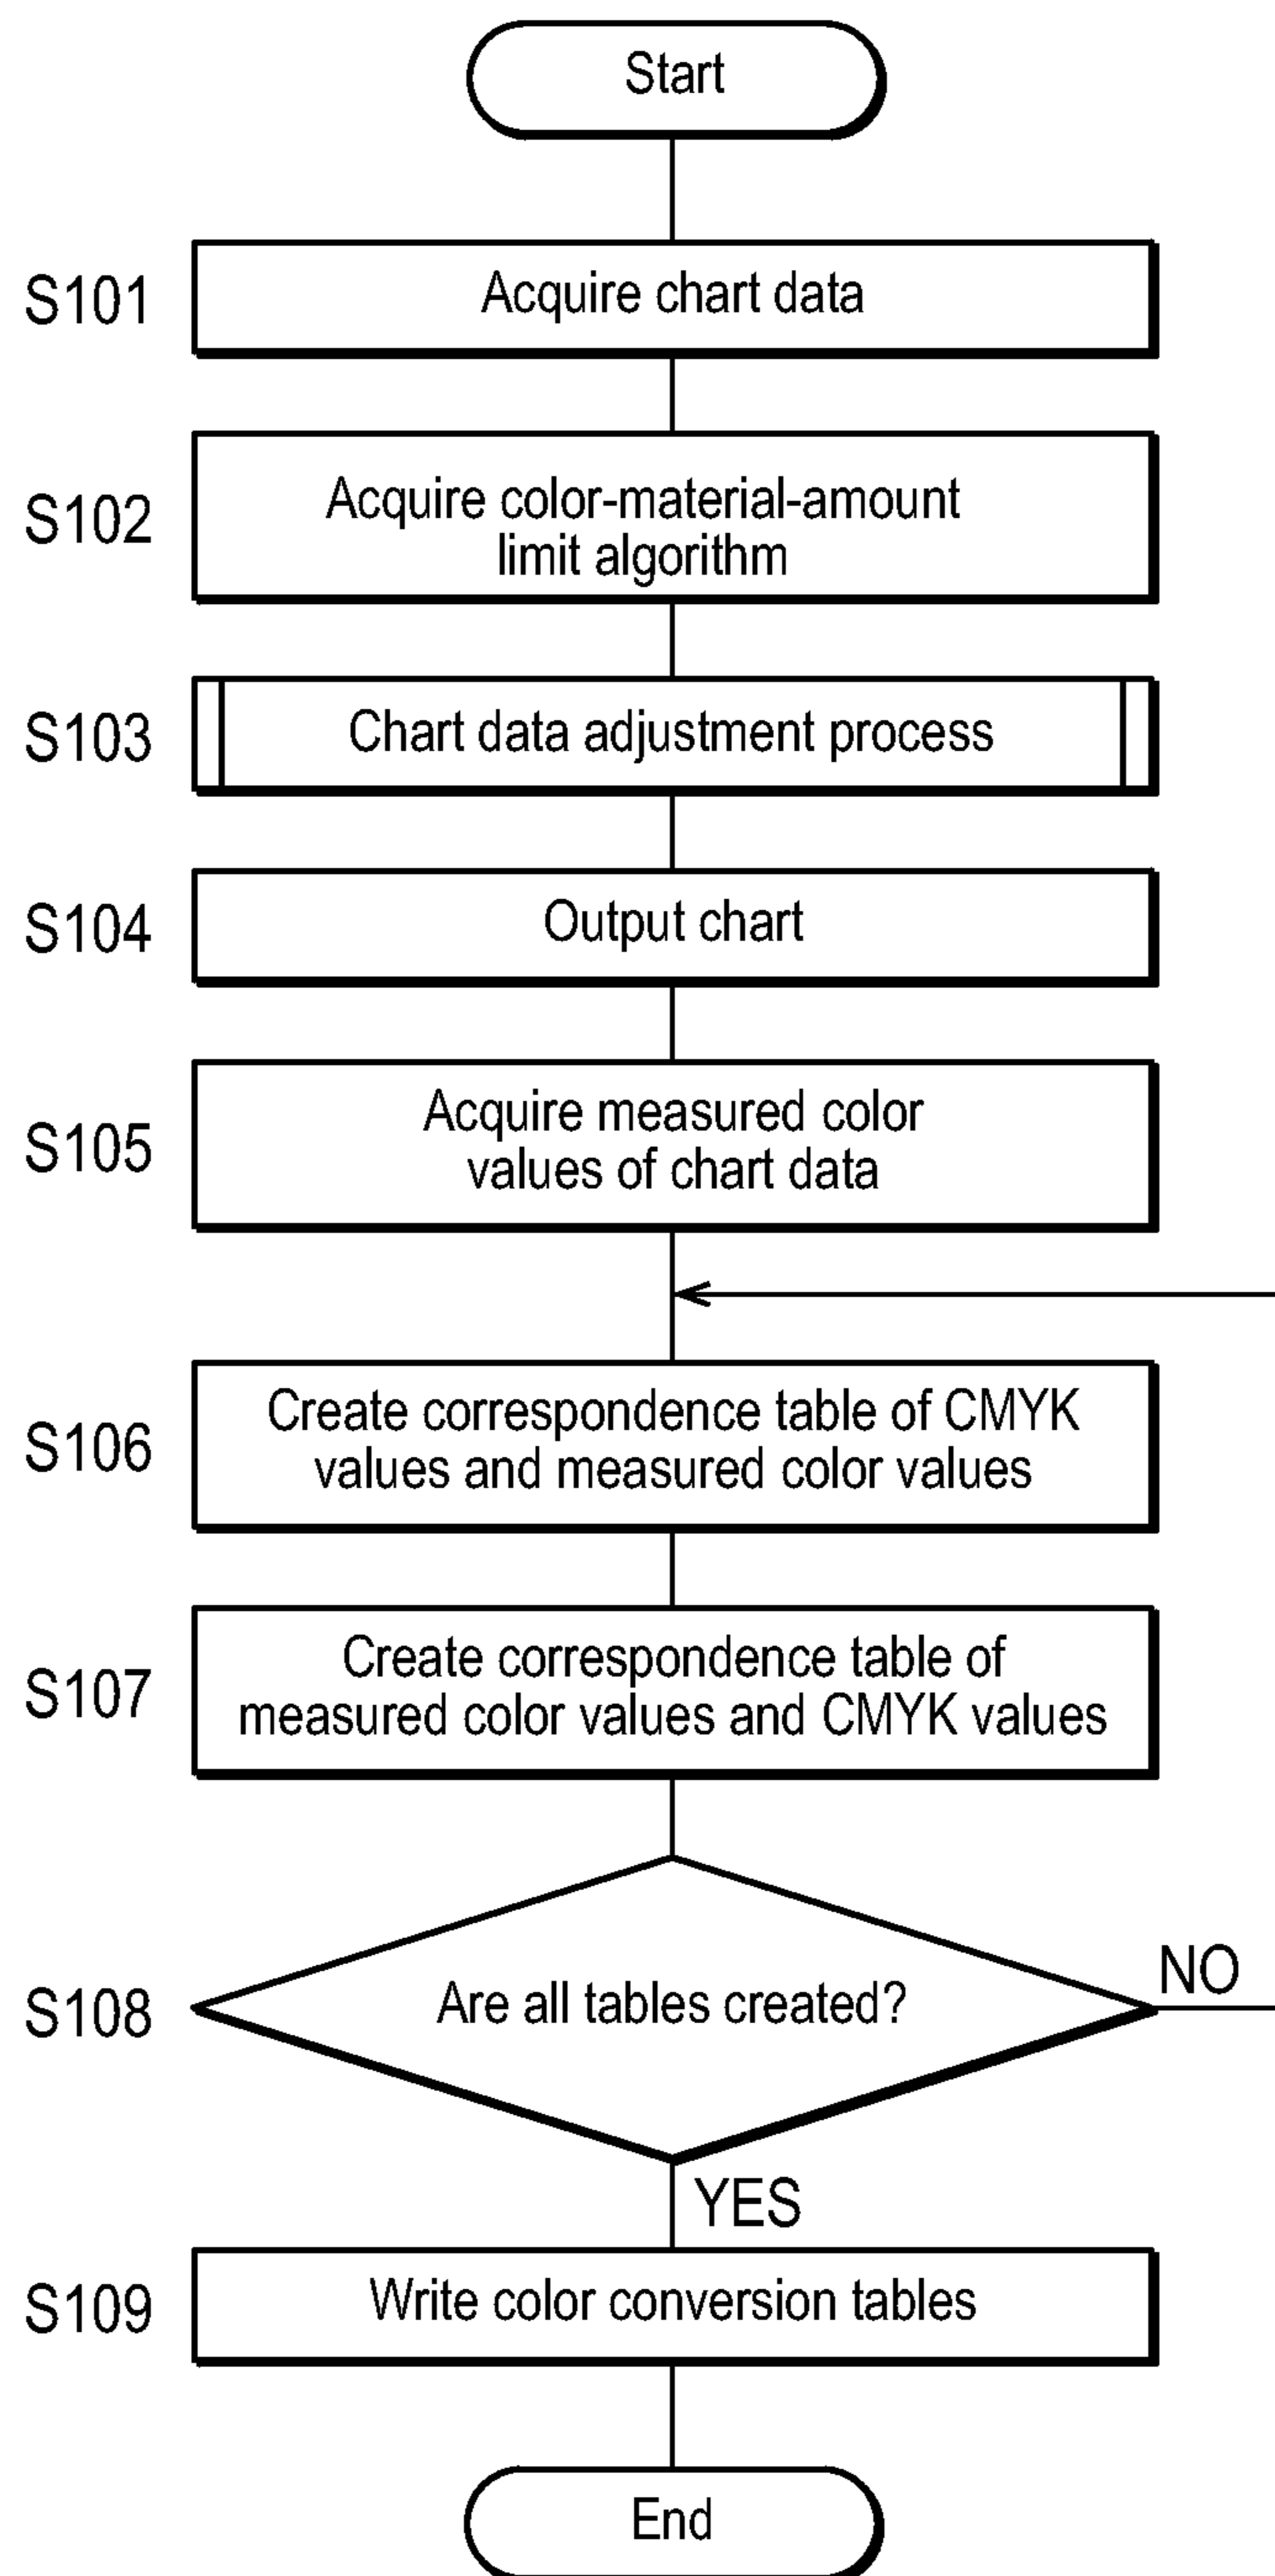 Start
S101
Acquire chart data
S102
Acquire color-material-amount
limit algorithm
S103
Chart data adjustment process
S104
Output chart
S105
Acquire measured color
values of chart data
S106
Create correspondence table of CMYK
values and measured color values
S107
Create correspondence table of
measured color values and CMYK values
S108
Are all tables created?
NO
YES
S109
Write color conversion tables
End